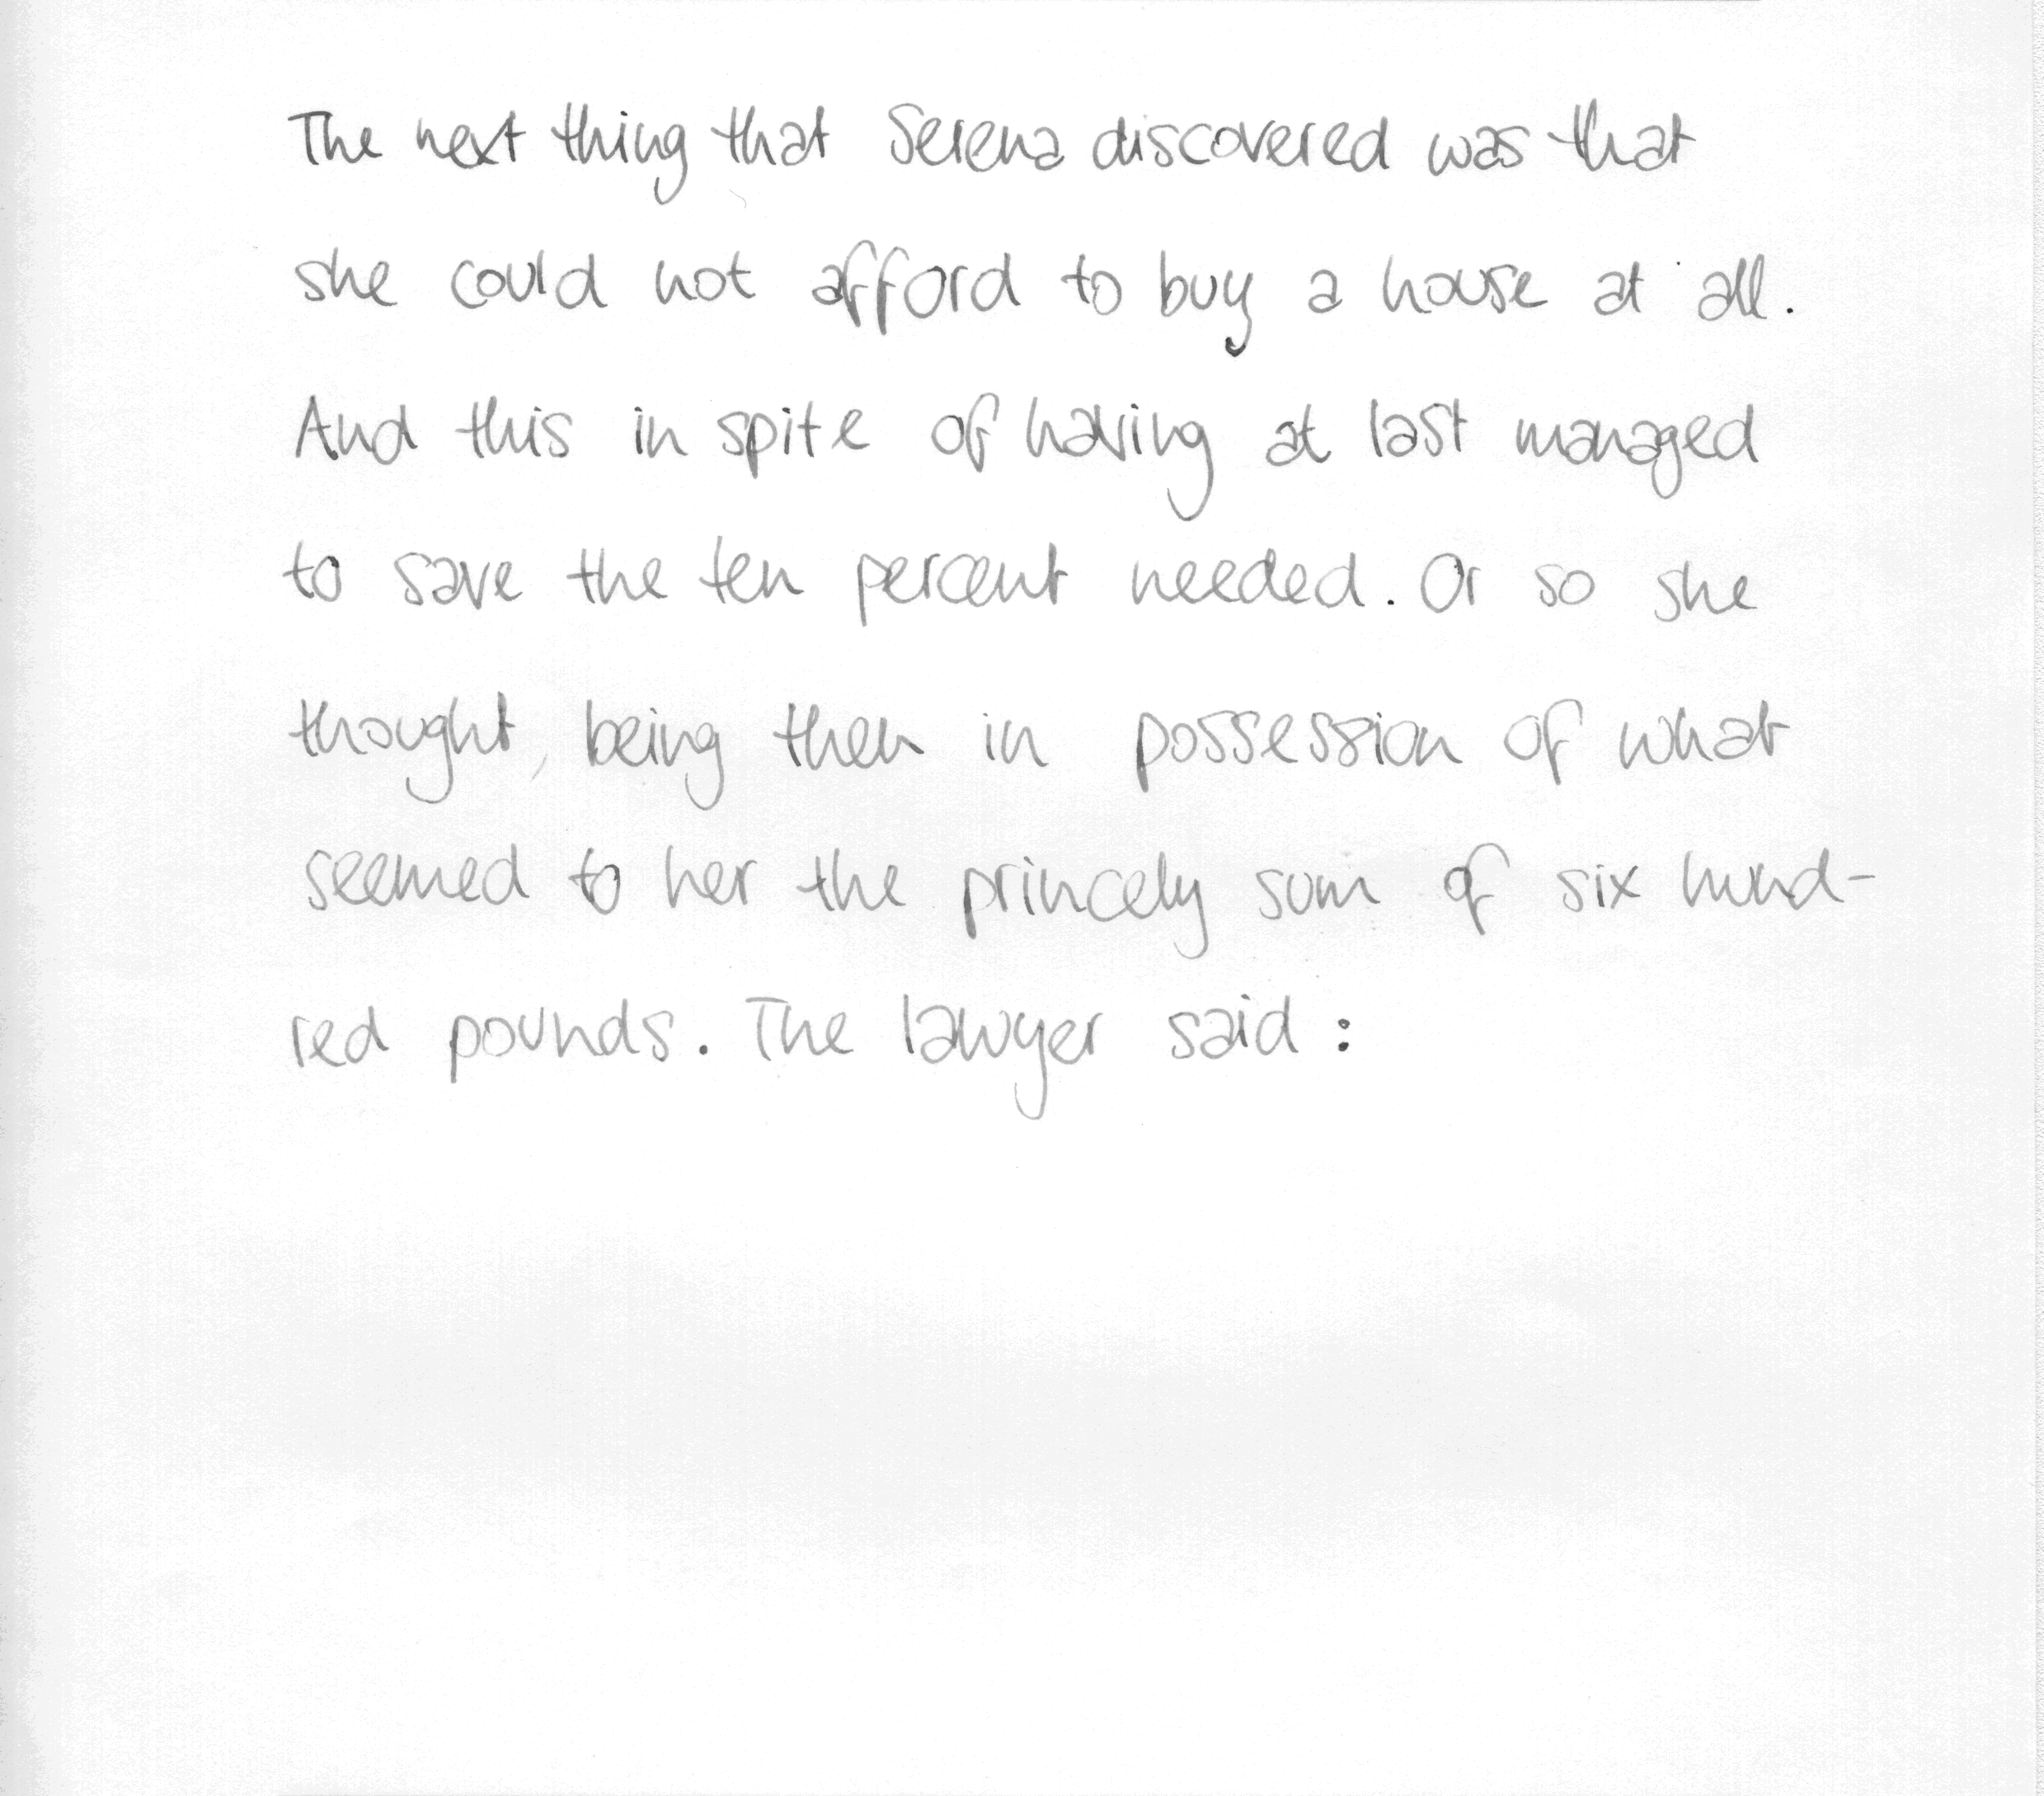 The next thing that Serena discovered was that
she could not afford to buy a house at all.
And this in spite of having at last managed
to save the ten percent needed. Or so she
thought, being then in possession of what
seemed to her the princely sum of six hund-
red pounds. The lawyer said: